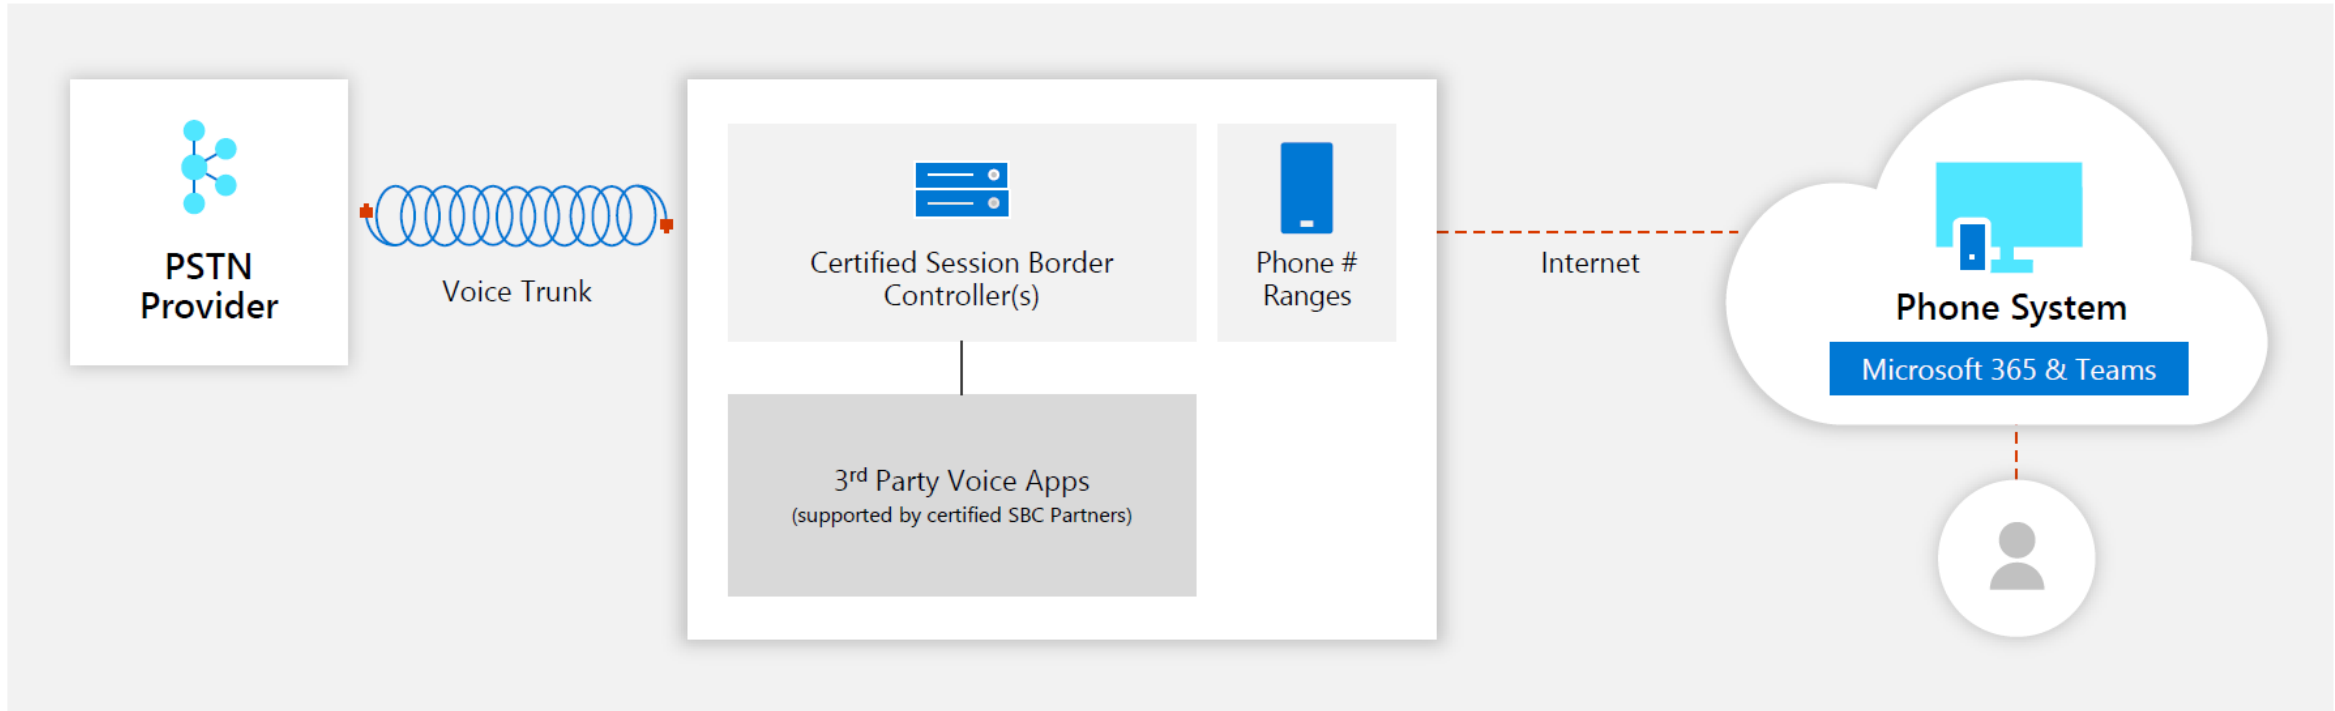 PSTN
Provider
Voice Trunk
Certified Session Border
Controller(s)
Phone #
Ranges
3rd Party Voice Apps
(supported by certified SBC Partners)
Internet
Phone System
Microsoft 365 & Teams